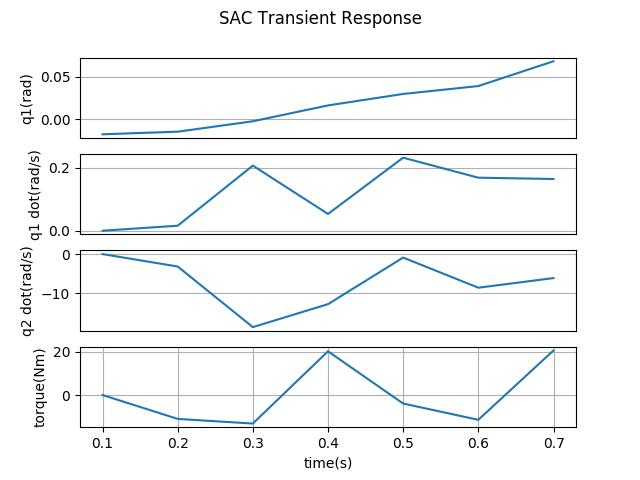 SAC Transient Response
0.05
0.00
q1(rad)
0.2
0.0
q1 dot(rad/s)
0
−10
q2 dot(rad/s)
20
0
torque(Nm)
0.1 0.2 0.3 0.4 0.5 0.6 0.7
time(s)